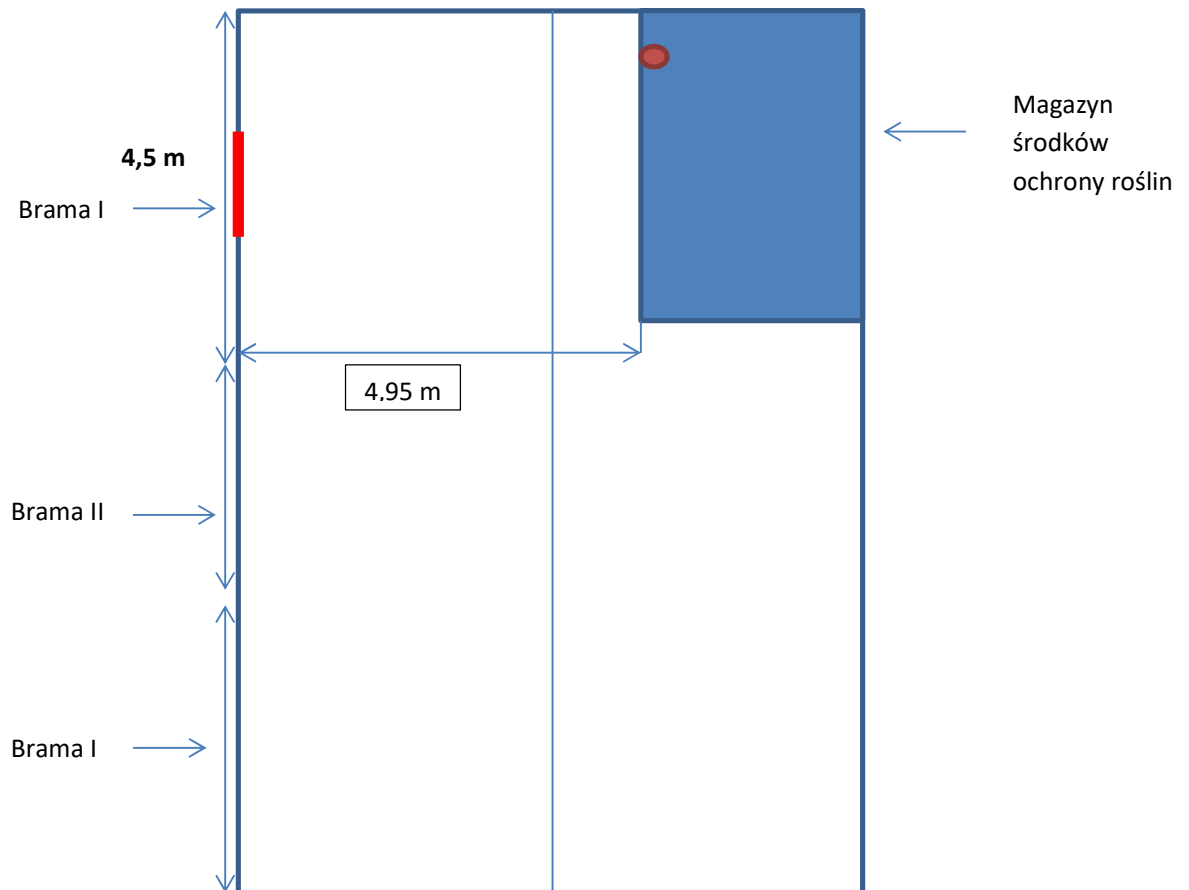 Magazyn
środków
ochrony roślin
4,5 m
Brama I
4,95 m
Brama II
Brama I